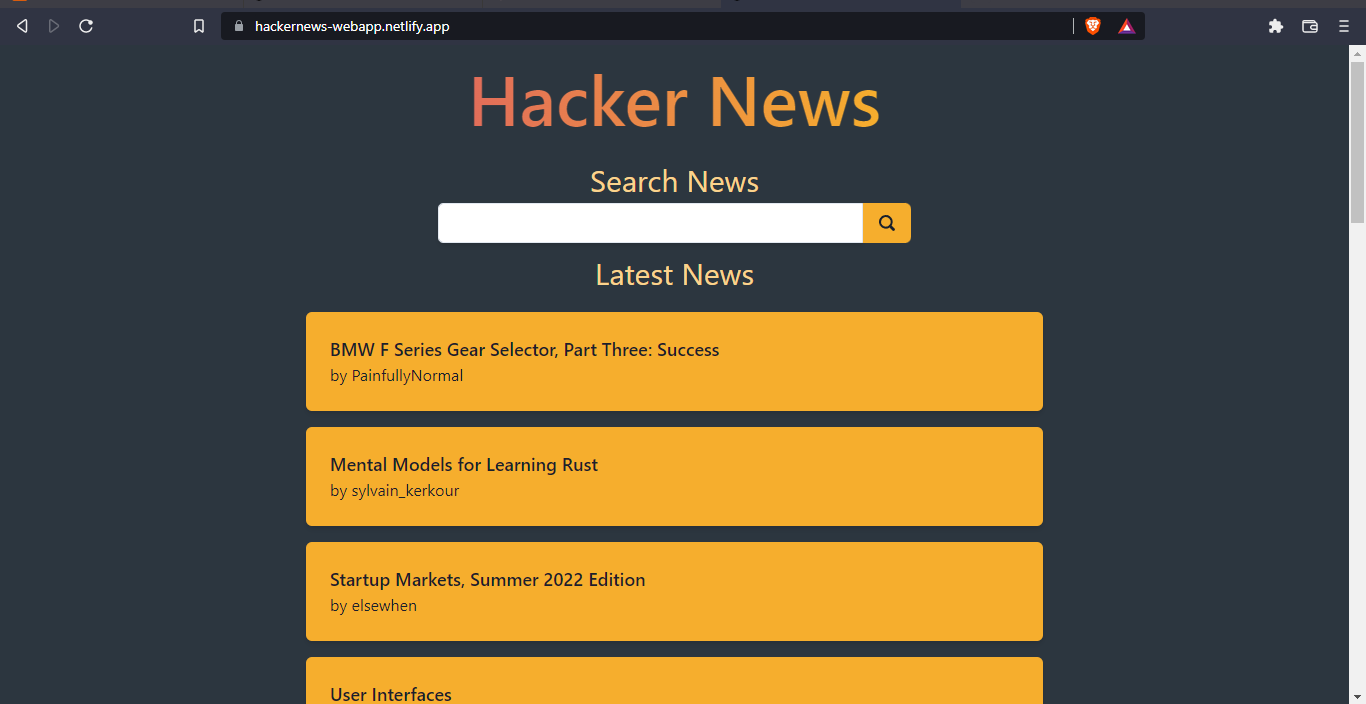 hackernews-webapp.netlify.app
Hacker News
Search News
Latest News
BMW F Series Gear Selector, Part Three: Success
by PainfullyNormal
Mental Models for Learning Rust
by sylvain_kerkour
Startup Markets, Summer 2022 Edition
by elsewhen
User Interfaces